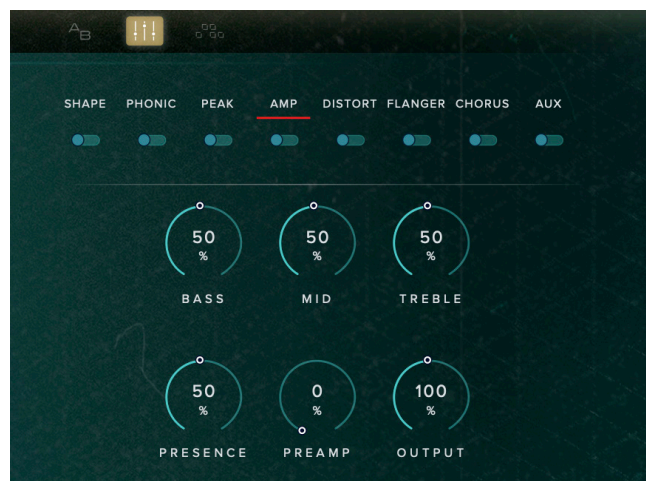 AB
SHAPE PHONIC PEAK AMP DISTORT FLANGER CHORUS AUX
50 50 50
% % %
BASS MID TREBLE
50 0 100
% % %
PRESENCE PREAMP OUTPUT